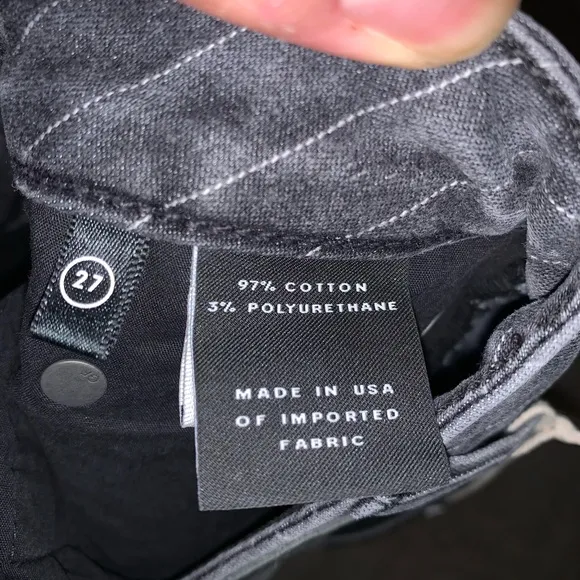 27
97% COTTON
3% POLYURETHANE
MADE IN USA
OF IMPORTED
FABRIC